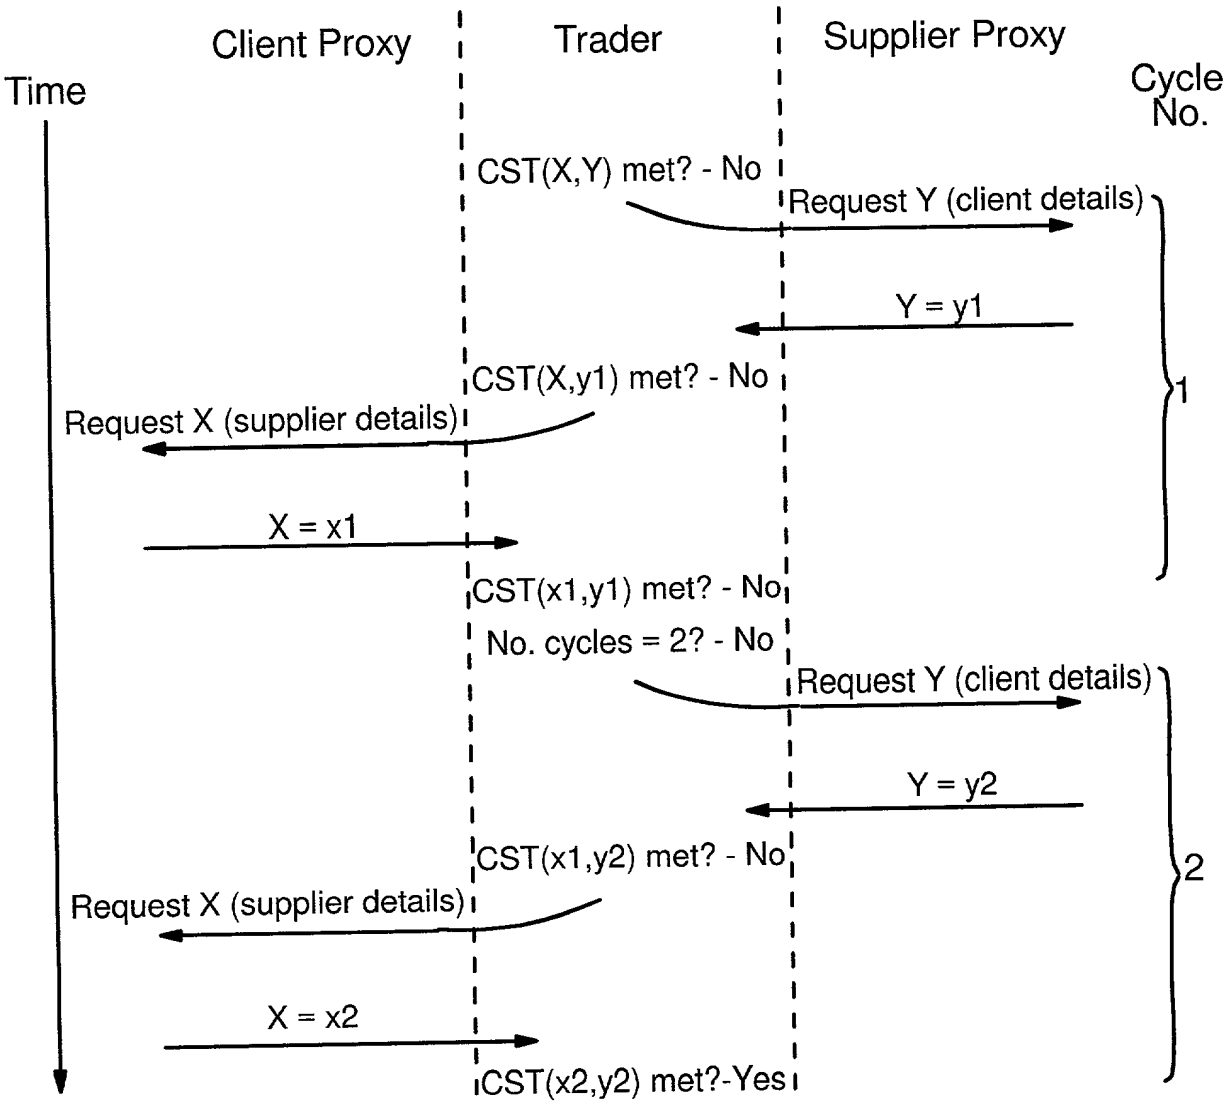 Client Proxy
Trader
Supplier Proxy
Time
Cycle
No.
CST(X,Y) met? - No
Request Y (client details)
Y = y1
CST(X,y1) met? - No
1
Request X (supplier details)
X = x1
CST(x1,y1) met? - No
No. cycles = 2? - No
Request Y (client details)
Y = y2
CST(x1,y2) met? - No
2
Request X (supplier details)
X = x2
CST(x2,y2) met?-Yes